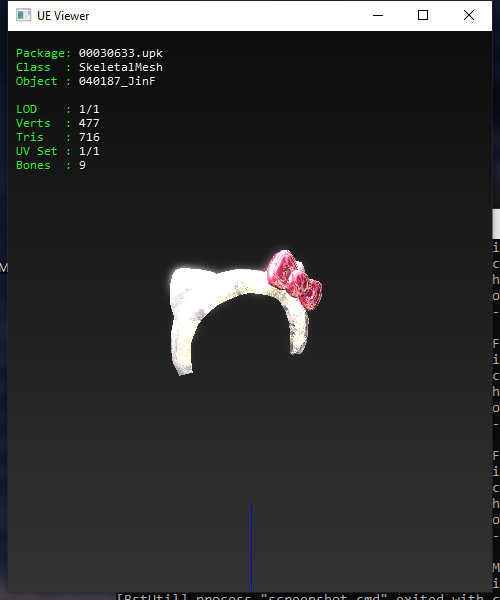 UE Viewer
Package: 00030633.upk
Class : SkeletalMesh
Object : 040187_JinF
LOD : 1/1
Verts : 477
Tris : 716
UV Set : 1/1
Bones : 9
M
i
c
h
o
-
F
i
c
h
o
-
F
i
c
h
o
-
M
i
[BstUtil] process "screenshot.cmd" exited with c